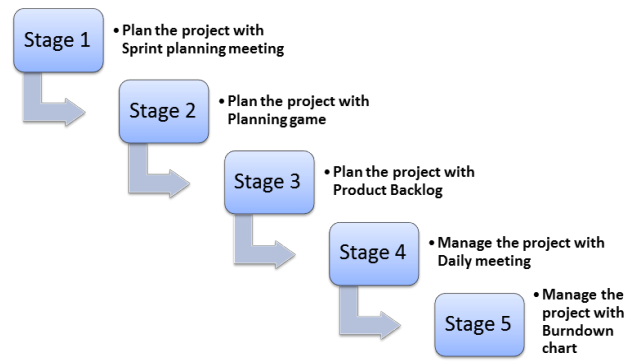 Stage 1
• Plan the project with
Sprint planning meeting
Stage 2
• Plan the project with
Planning game
Stage 3
• Plan the project with
Product Backlog
Stage 4
• Manage the project with
Daily meeting
Stage 5
• Manage the
project with
Burndown
chart